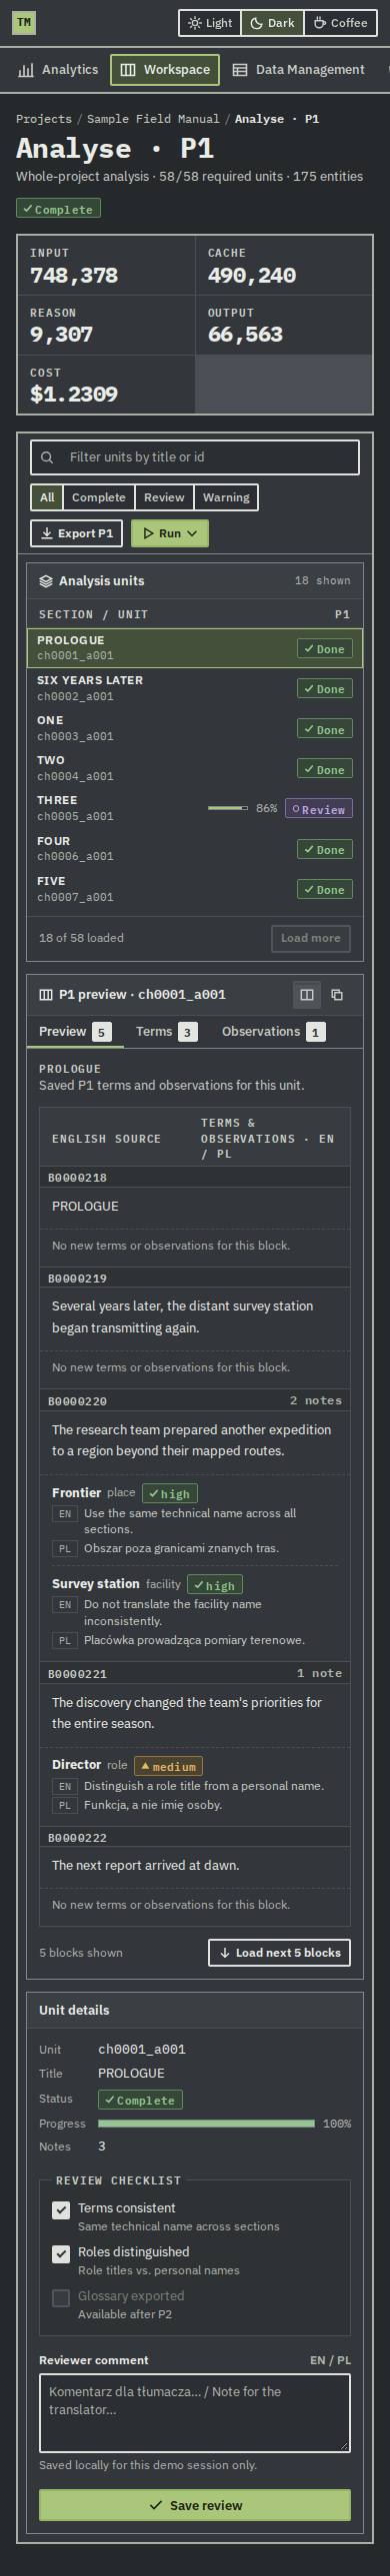 TM
Light Dark Coffee
Analytics Workspace Data Management
Projects / Sample Field Manual / Analyse · P1
Analyse · P1
Whole-project analysis · 58/58 required units · 175 entities
Complete
INPUT
748,378
CACHE
490,240
REASON
9,307
OUTPUT
66,563
COST
$1.2309
Filter units by title or id
All Complete Review Warning
Export P1 Run
Analysis units 18 shown
SECTION / UNIT P1
PROLOGUE
ch0001_a001 Done
SIX YEARS LATER
ch0002_a001 Done
ONE
ch0003_a001 Done
TWO
ch0004_a001 Done
THREE
ch0005_a001 86% Review
FOUR
ch0006_a001 Done
FIVE
ch0007_a001 Done
18 of 58 loaded Load more
P1 preview · ch0001_a001
Preview 5 Terms 3 Observations 1
PROLOGUE
Saved P1 terms and observations for this unit.
ENGLISH SOURCE
TERMS &
OBSERVATIONS · EN
/ PL
B0000218
PROLOGUE
No new terms or observations for this block.
B0000219
Several years later, the distant survey station
began transmitting again.
No new terms or observations for this block.
B0000220 2 notes
The research team prepared another expedition
to a region beyond their mapped routes.
Frontier place high
EN Use the same technical name across all
sections.
PL Obszar poza granicami znanych tras.
Survey station facility high
EN Do not translate the facility name
inconsistently.
PL Placówka prowadząca pomiary terenowe.
B0000221 1 note
The discovery changed the team's priorities for
the entire season.
Director role medium
EN Distinguish a role title from a personal name.
PL Funkcja, a nie imię osoby.
B0000222
The next report arrived at dawn.
No new terms or observations for this block.
5 blocks shown Load next 5 blocks
Unit details
Unit ch0001_a001
Title PROLOGUE
Status Complete
Progress 100%
Notes 3
REVIEW CHECKLIST
Terms consistent
Same technical name across sections
Roles distinguished
Role titles vs. personal names
Glossary exported
Available after P2
Reviewer comment EN / PL
Komentarz dla tłumacza… / Note for the
translator…
Saved locally for this demo session only.
Save review